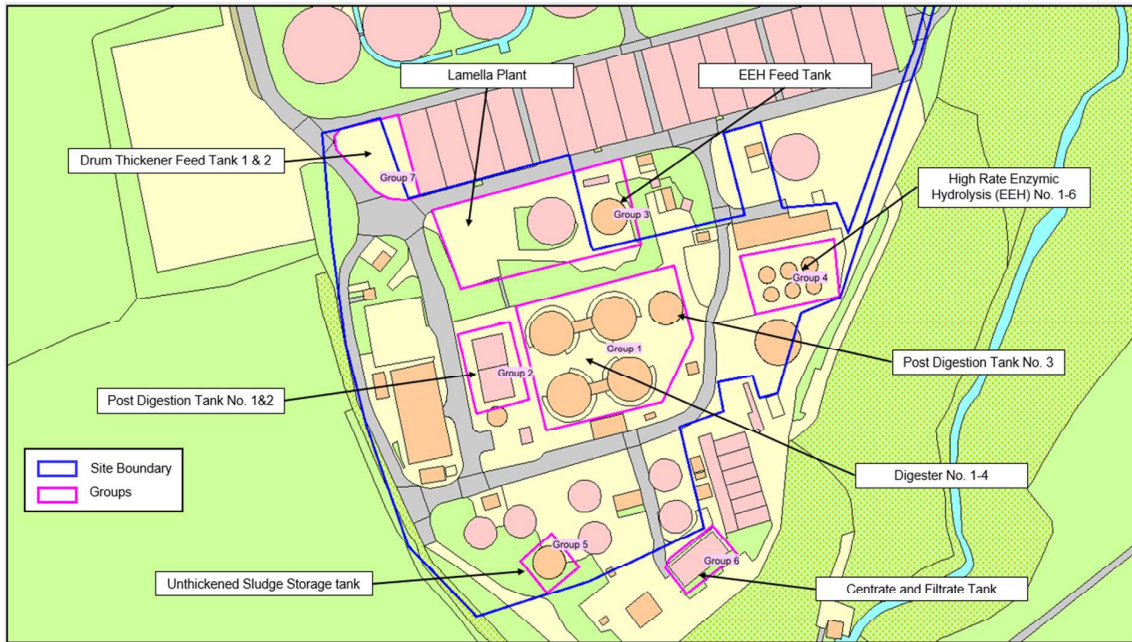 Lamella Plant
EEH Feed Tank
Drum Thickener Feed Tank 1 & 2
Group 7
High Rate Enzymic
Hydrolysis (EEH) No. 1-6
Group 3
Group 4
Group 1
Post Digestion Tank No. 3
Group 2
Post Digestion Tank No. 1&2
Site Boundary
Groups
Digester No. 1-4
Group 5
Group 6
Unthickened Sludge Storage tank
Centrate and Filtrate Tank